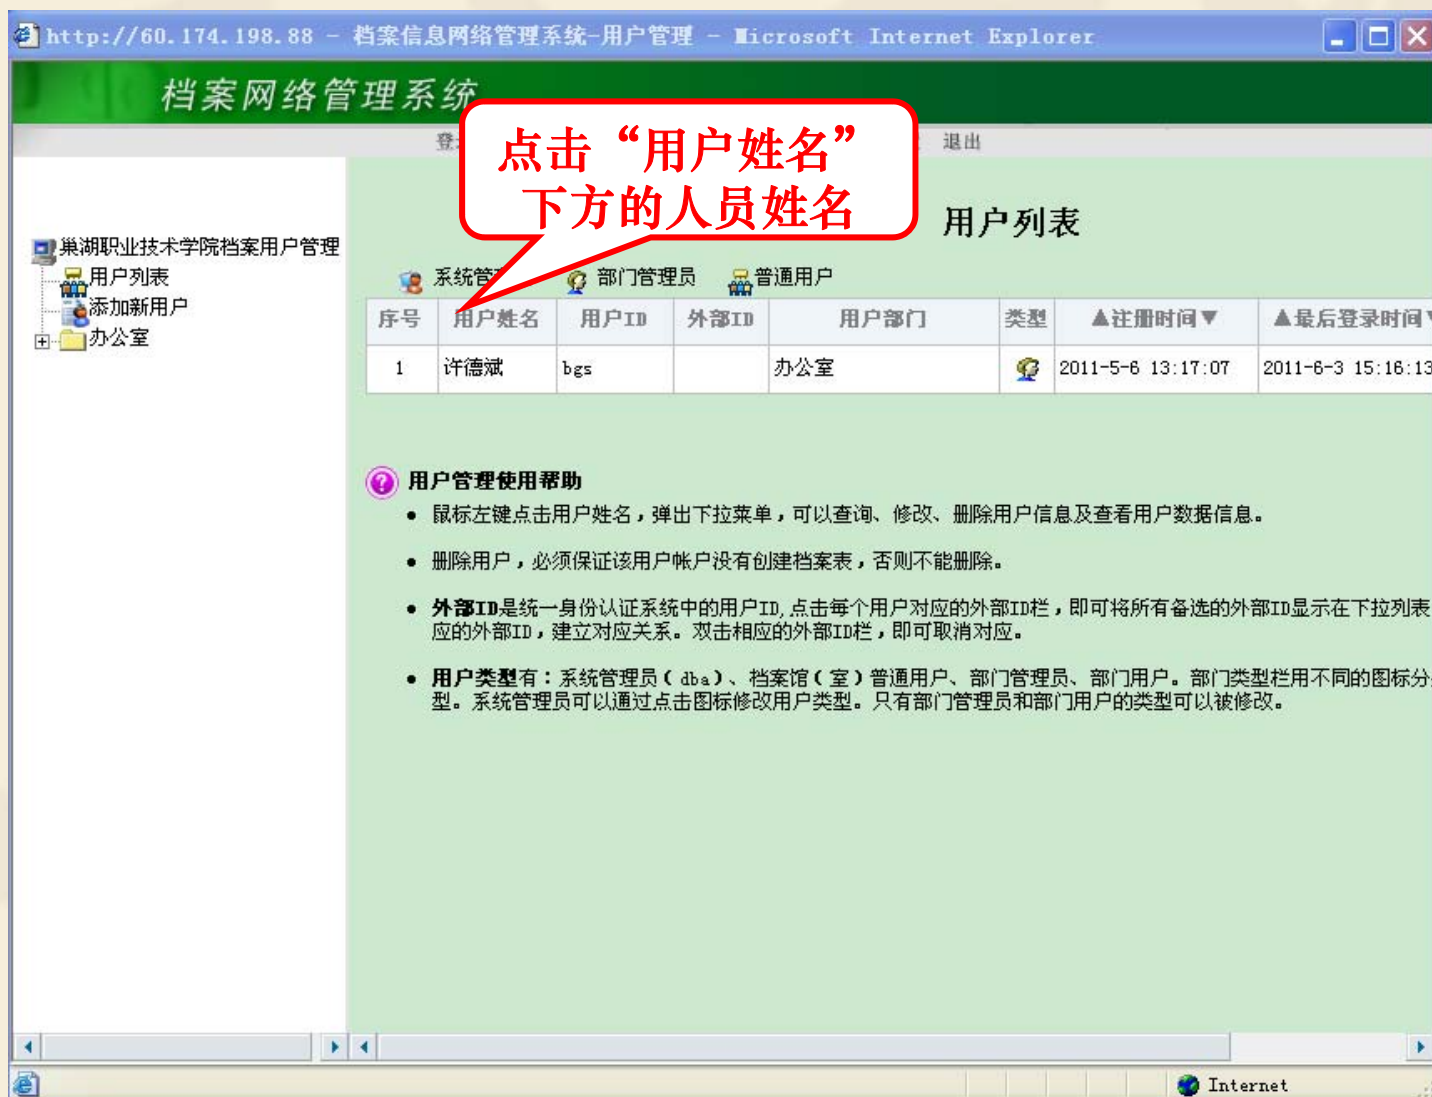 http://60.174.198.88 - 档案信息网络管理系统-用户管理 - Microsoft Internet Explorer
档案网络管理系统
退出
点击“用户姓名”
下方的人员姓名
用户列表
巢湖职业技术学院档案用户管理
用户列表
添加新用户
办公室
系统管 部门管理员 普通用户
序号 用户姓名 用户ID 外部ID 用户部门 类型 ▲注册时间▼ ▲最后登录时间▼
1 许德斌 bgs 办公室 2011-5-6 13:17:07 2011-6-3 15:16:13
用户管理使用帮助
● 鼠标左键点击用户姓名，弹出下拉菜单，可以查询、修改、删除用户信息及查看用户数据信息。
● 删除用户，必须保证该用户帐户没有创建档案表，否则不能删除。
● 外部ID是统一身份认证系统中的用户ID,点击每个用户对应的外部ID栏，即可将所有备选的外部ID显示在下拉列表
应的外部ID，建立对应关系。双击相应的外部ID栏，即可取消对应。
● 用户类型有：系统管理员(dba)、档案馆(室)普通用户、部门管理员、部门用户。部门类型栏用不同的图标分
型。系统管理员可以通过点击图标修改用户类型。只有部门管理员和部门用户的类型可以被修改。
Internet